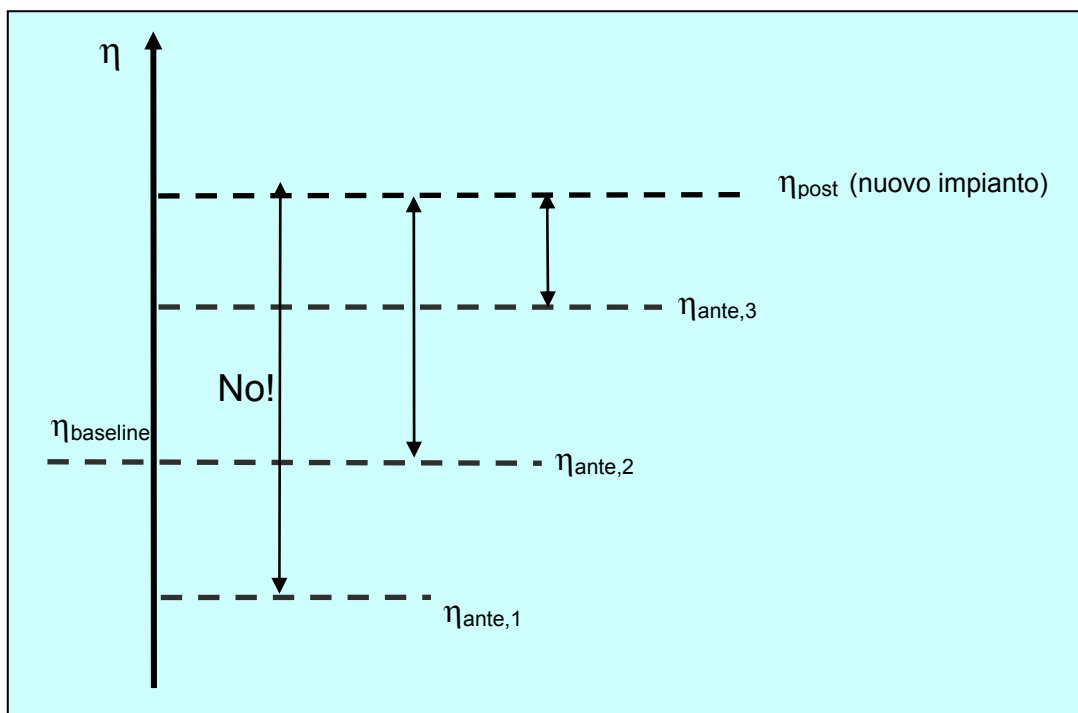 η
ηpost (nuovo impianto)
ηante,3
No!
ηbaseline
ηante,2
ηante,1